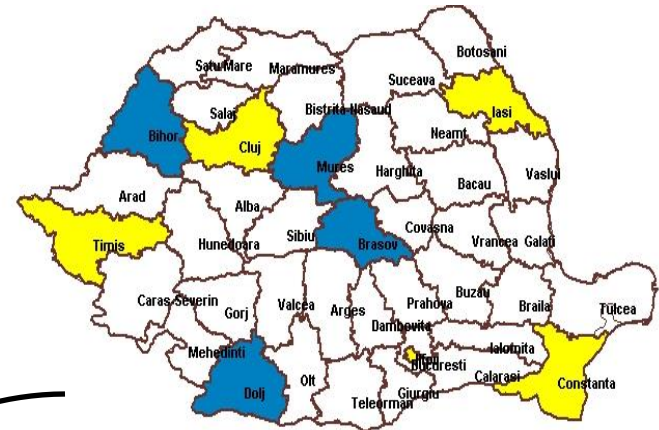 Botosani
Satu Mare
Maramures
Suceava
Salaj
Bistrita-Nasaud
Iasi
Bihor
Cluj
Neamt
Mures
Harghita
Vaslui
Bacau
Arad
Alba
Timis
Hunedoara
Sibiu
Brasov
Covasna
Vrancea
Galati
Caras-Severin
Gorj
Valcea
Arges
Prahova
Buzau
Braila
Tulcea
Dambovita
Mehedinti
Ialomita
Bucuresti
Dolj
Olt
Calarasi
Constanta
Teleorman
Giurgiu